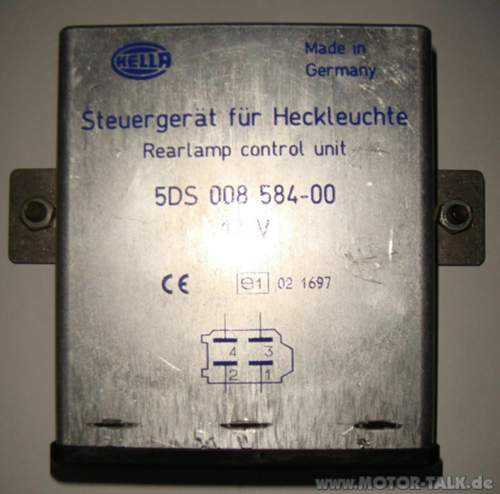 HELLA
Made in
Germany
Steuergerät für Heckleuchte
Rearlamp control unit
5DS 008 584-00
V
CE e1 02 1697
4 3
2 1
www.MOTOR-TALK.de